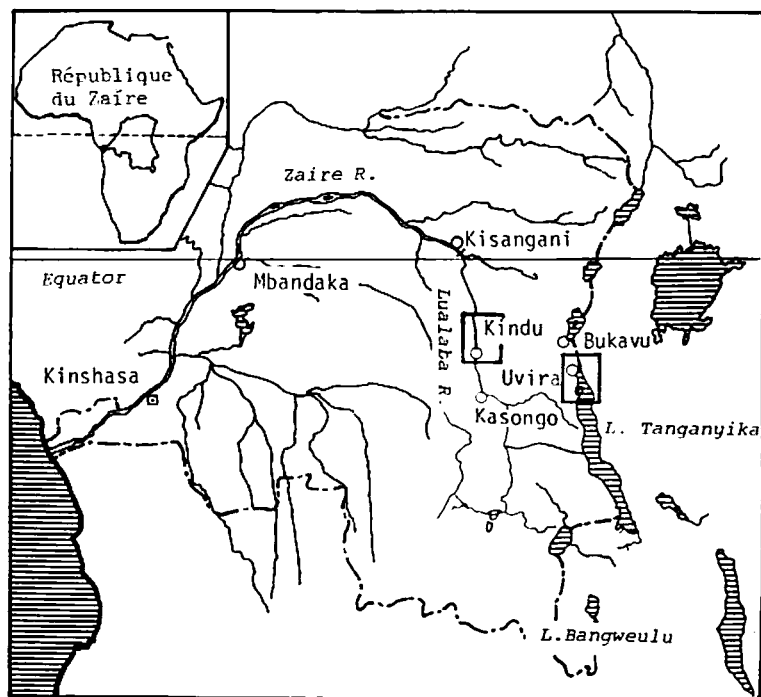 République
du Zaïre
Zaire R.
Kisangani
Equator
Mbandaka
Lualaba R.
Kindu
Bukavu
Kinshasa
Uvira
Kasongo
L. Tanganyika
L.Bangweulu